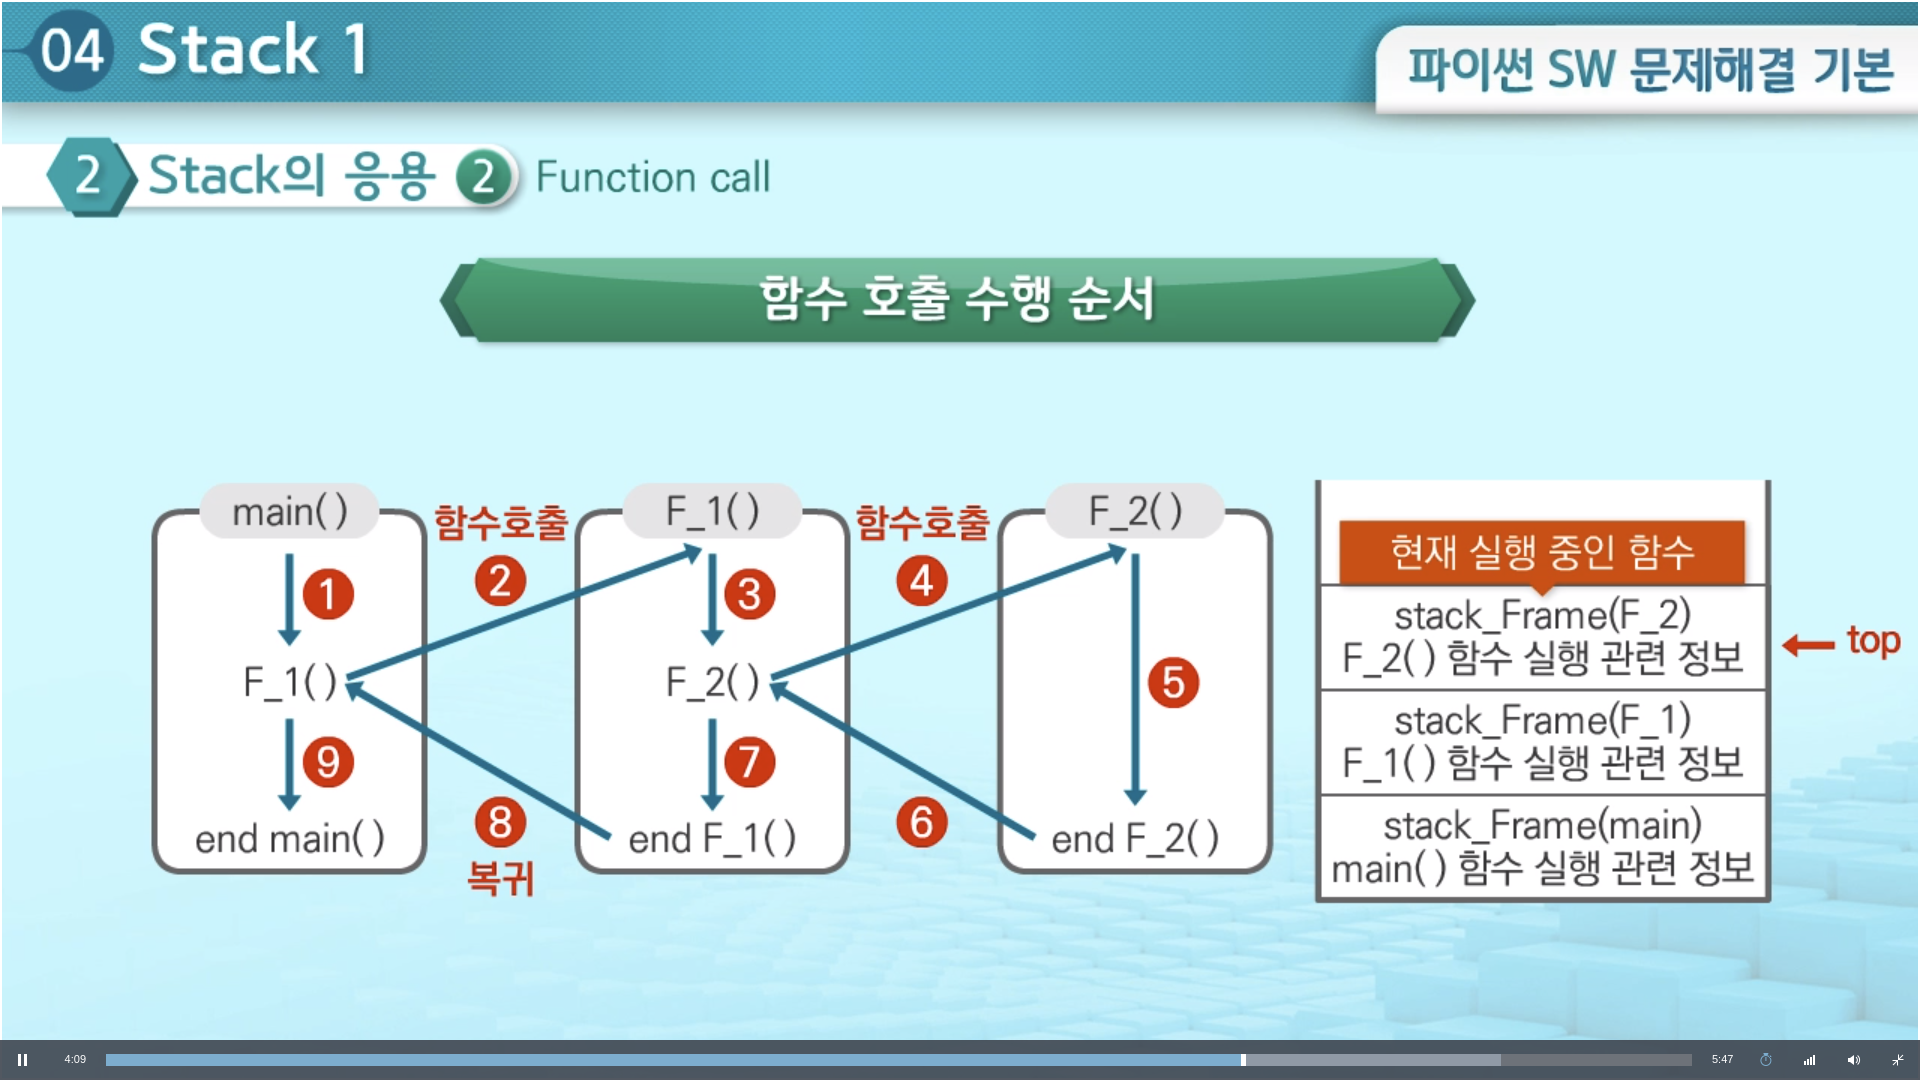 04 Stack 1
파이썬 SW 문제해결 기본
2 Stack의 응용 2 Function call
함수 호출 수행 순서
main( )
1
F_1( )
9
end main( )
함수호출
2
8
복귀
F_1( )
3
F_2( )
7
end F_1( )
함수호출
4
6
F_2( )
5
end F_2( )
현재 실행 중인 함수
stack_Frame(F_2)
F_2( ) 함수 실행 관련 정보
top
stack_Frame(F_1)
F_1( ) 함수 실행 관련 정보
stack_Frame(main)
main( ) 함수 실행 관련 정보
4:09
5:47